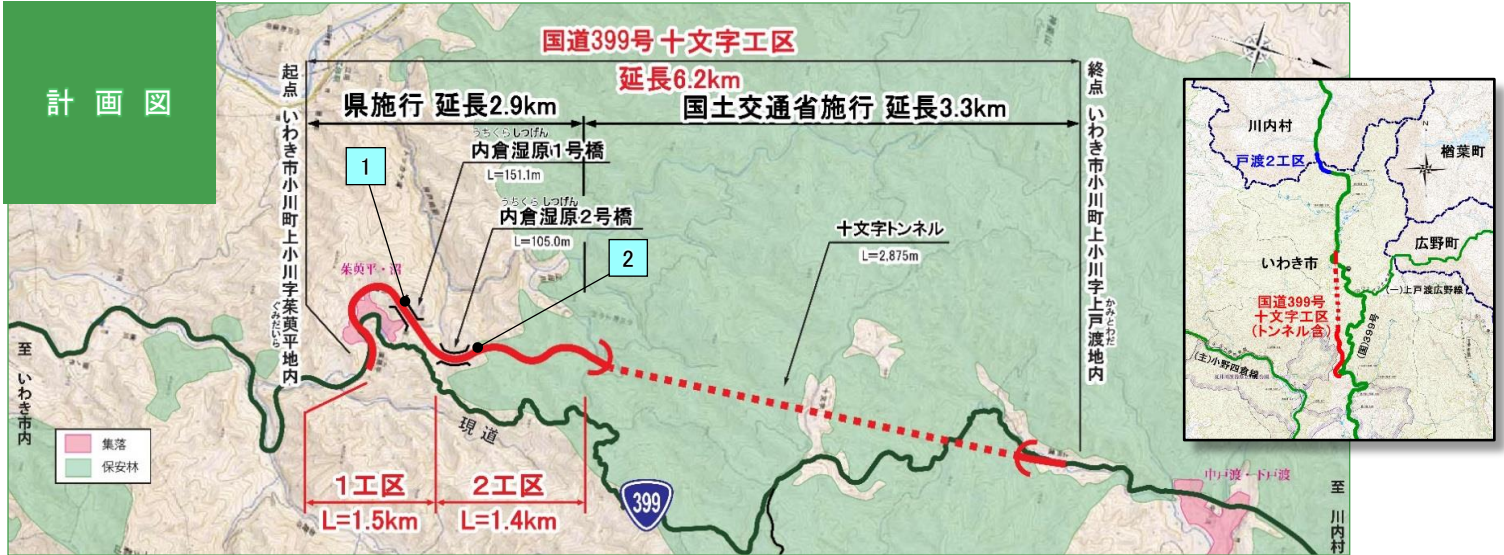 計画図
国道399号 十文字工区
延長6.2km
県施行 延長2.9km
国土交通省施行 延長3.3km
起点 いわき市小川町上小川字茱萸平地内
ぐみだいら
終点 いわき市小川町上小川字上戸渡地内
かみとわだ
うちくらしつげん
内倉湿原1号橋
L=151.1m
うちくらしつげん
内倉湿原2号橋
L=105.0m
1
2
十文字トンネル
L=2,875m
茱萸平・沼
至 いわき市内
現道
集落
保安林
1工区
L=1.5km
2工区
L=1.4km
399
中戸渡・下戸渡
至 川内村
川内村
戸渡2工区
楢葉町
広野町
いわき市
(一)上戸渡広野線
国道399号
十文字工区
(トンネル含)
(国)399号
(主)小野四倉線